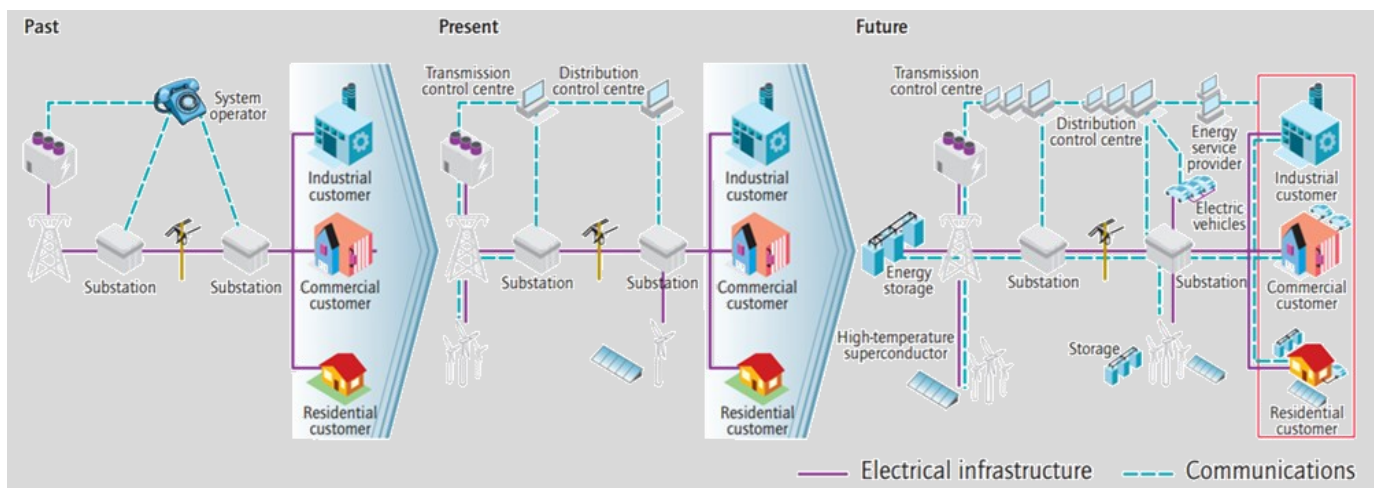 Past
System
operator
Substation
Substation
Industrial
customer
Commercial
customer
Residential
customer
Present
Transmission
control centre
Distribution
control centre
Substation
Substation
Industrial
customer
Commercial
customer
Residential
customer
Future
Transmission
control centre
Distribution
control centre
Energy
service
provider
Electric
vehicles
Energy
storage
Substation
Substation
High-temperature
superconductor
Storage
Industrial
customer
Commercial
customer
Residential
customer
Electrical infrastructure
Communications